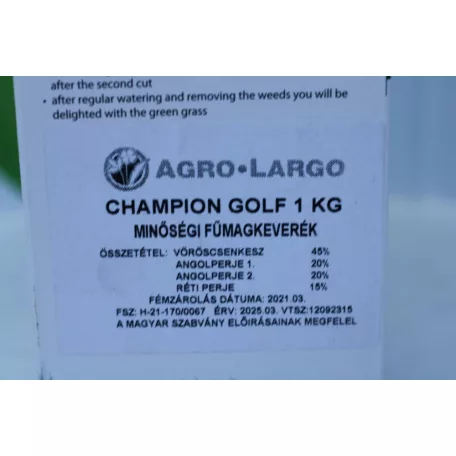 after the second cut
• after regular watering and removing the weeds you will be
delighted with the green grass
AGRO•LARGO
CHAMPION GOLF 1 KG
MINŐSÉGI FŰMAGKEVERÉK
ÖSSZETÉTEL: VÖRÖSCSENKESZ 45%
ANGOLPERJE 1. 20%
ANGOLPERJE 2. 20%
RÉTI PERJE 15%
FÉMZÁROLÁS DÁTUMA: 2021.03.
FSZ: H-21-170/0067 ÉRV: 2025.03. VTSZ:12092315
A MAGYAR SZABVÁNY ELŐIRÁSAINAK MEGFELEL